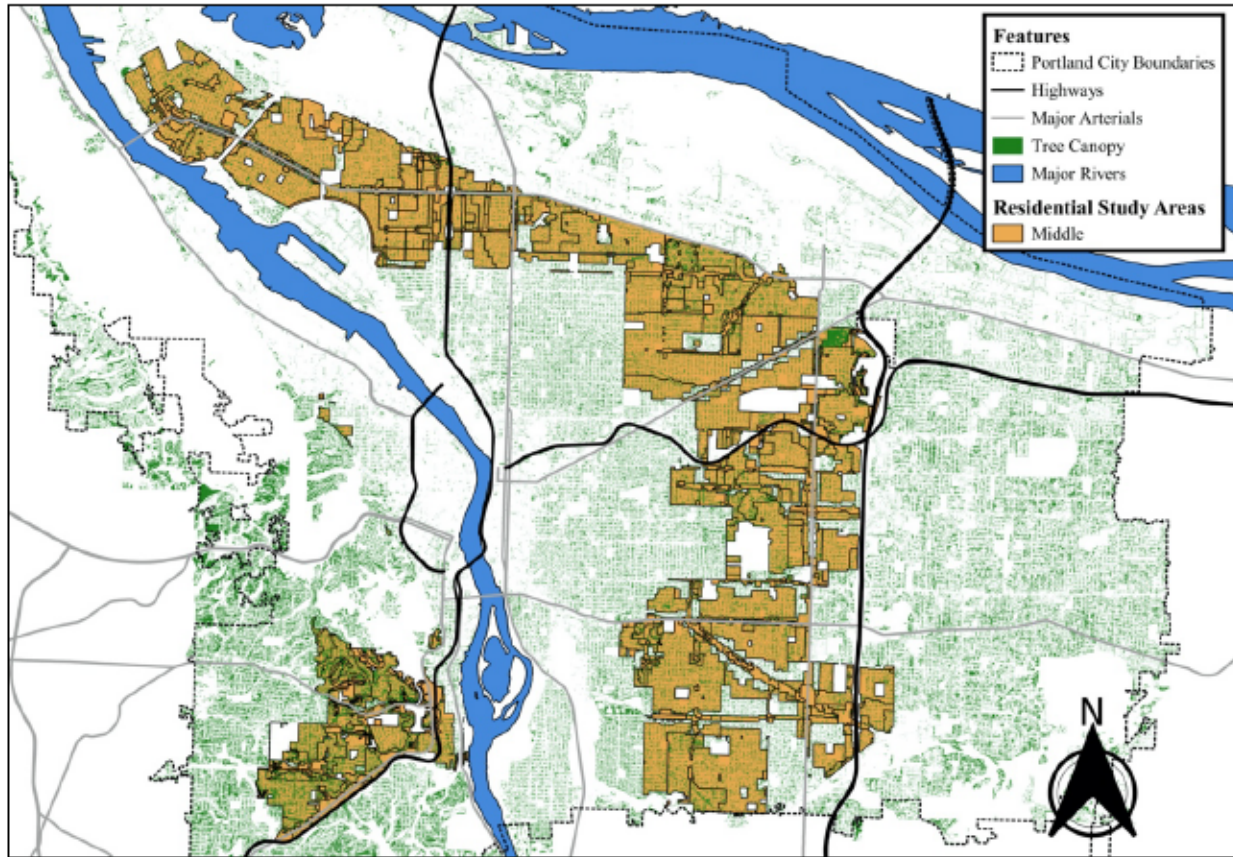 Features
Portland City Boundaries
Highways
Major Arterials
Tree Canopy
Major Rivers
Residential Study Areas
Middle
N